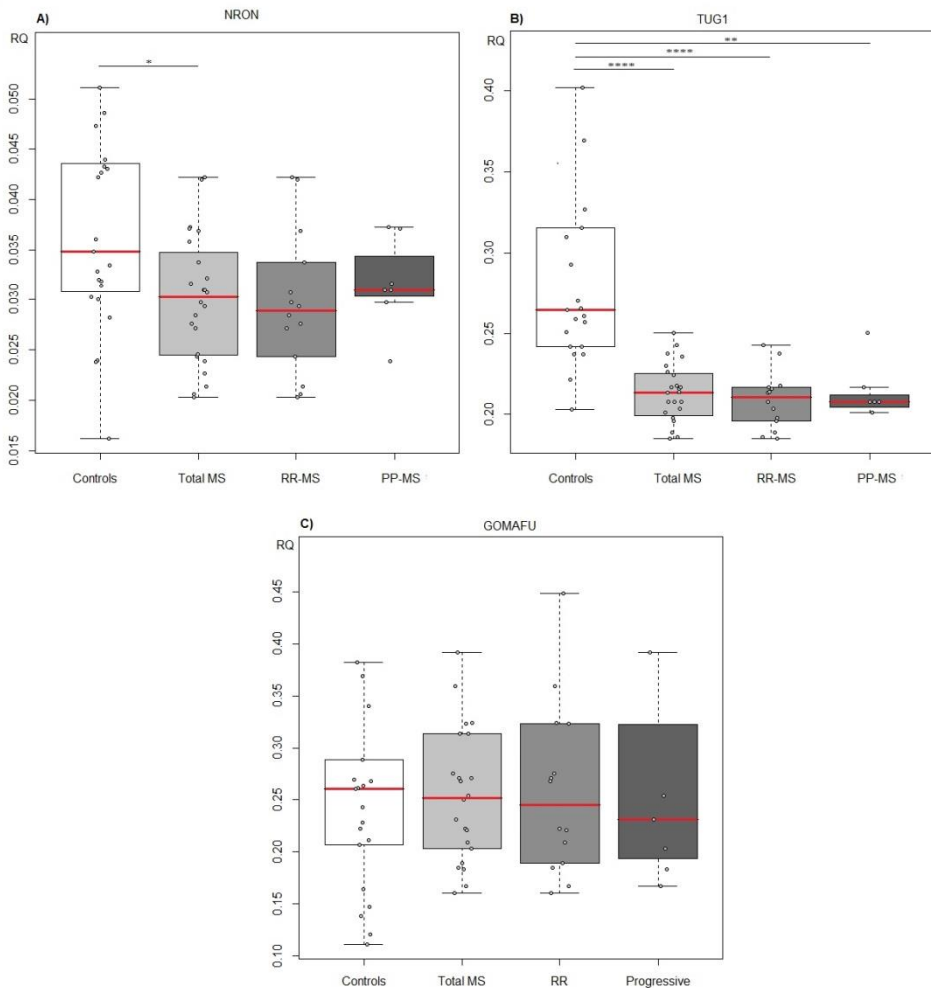 A) NRON
RQ
*
0.050
0.045
0.040
0.035
0.030
0.025
0.020
0.015
Controls Total MS RR-MS PP-MS
B) TUG1
RQ
**
****
****
0.40
0.35
0.30
0.25
0.20
Controls Total MS RR-MS PP-MS
C) GOMAFU
RQ
0.45
0.40
0.35
0.30
0.25
0.20
0.15
0.10
Controls Total MS RR Progressive